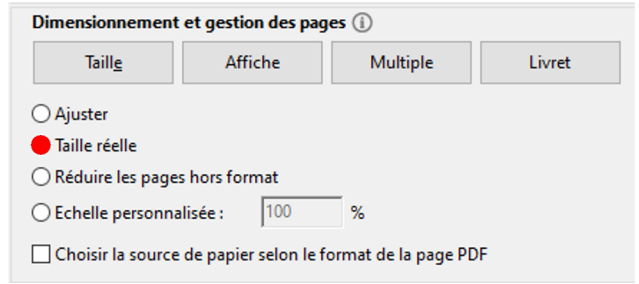 Dimensionnement et gestion des pages
Taille Affiche Multiple Livret
Ajuster
Taille réelle
Réduire les pages hors format
Echelle personnalisée : 100 %
Choisir la source de papier selon le format de la page PDF